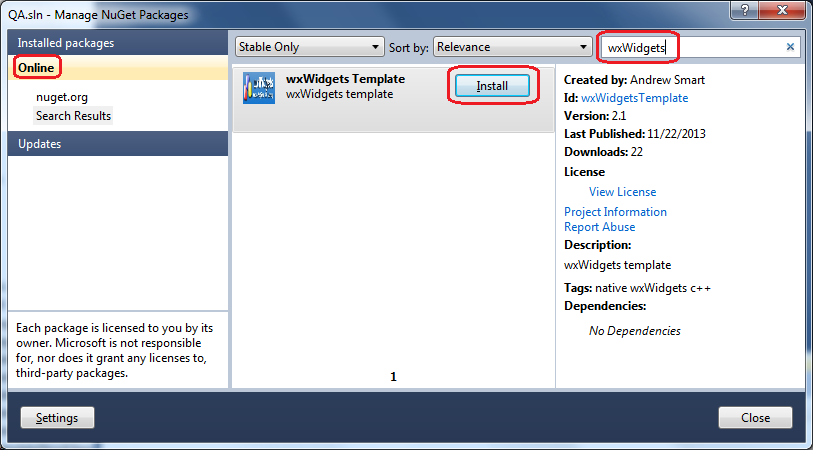 QA.sln - Manage NuGet Packages
Installed packages
Online
nuget.org
Search Results
Updates
Each package is licensed to you by its
owner. Microsoft is not responsible
for, nor does it grant any licenses to,
third-party packages.
Stable Only
Sort by:
Relevance
wxWidgets
wxWidgets Template
wxWidgets template
Install
1
Created by: Andrew Smart
Id: wxWidgetsTemplate
Version: 2.1
Last Published: 11/22/2013
Downloads: 22
License
View License
Project Information
Report Abuse
Description:
wxWidgets template
Tags: native wxWidgets c++
Dependencies:
No Dependencies
Settings
Close